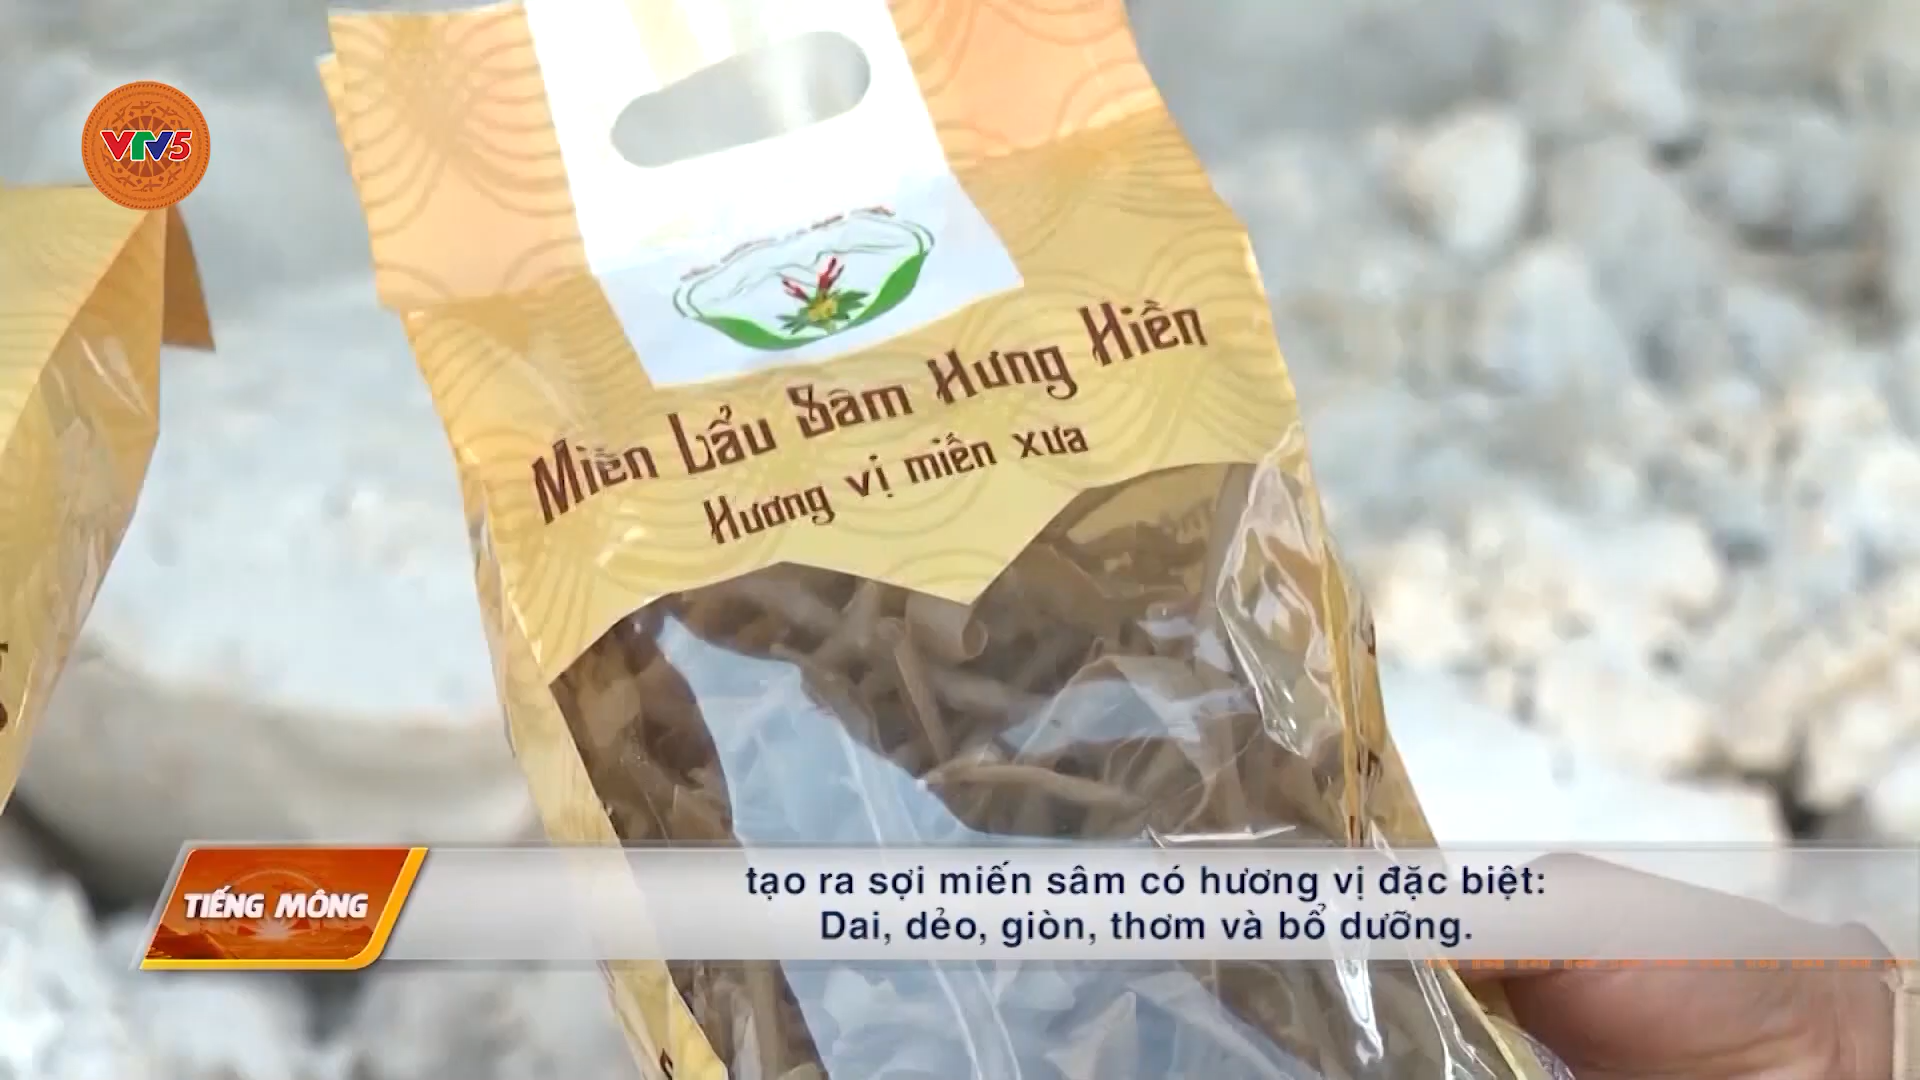 VTV5
Miến Lẩu Sâm Hưng Hiền
Hương vị miến xưa
TIẾNG MÔNG
tạo ra sợi miến sâm có hương vị đặc biệt:
Dai, dẻo, giòn, thơm và bổ dưỡng.